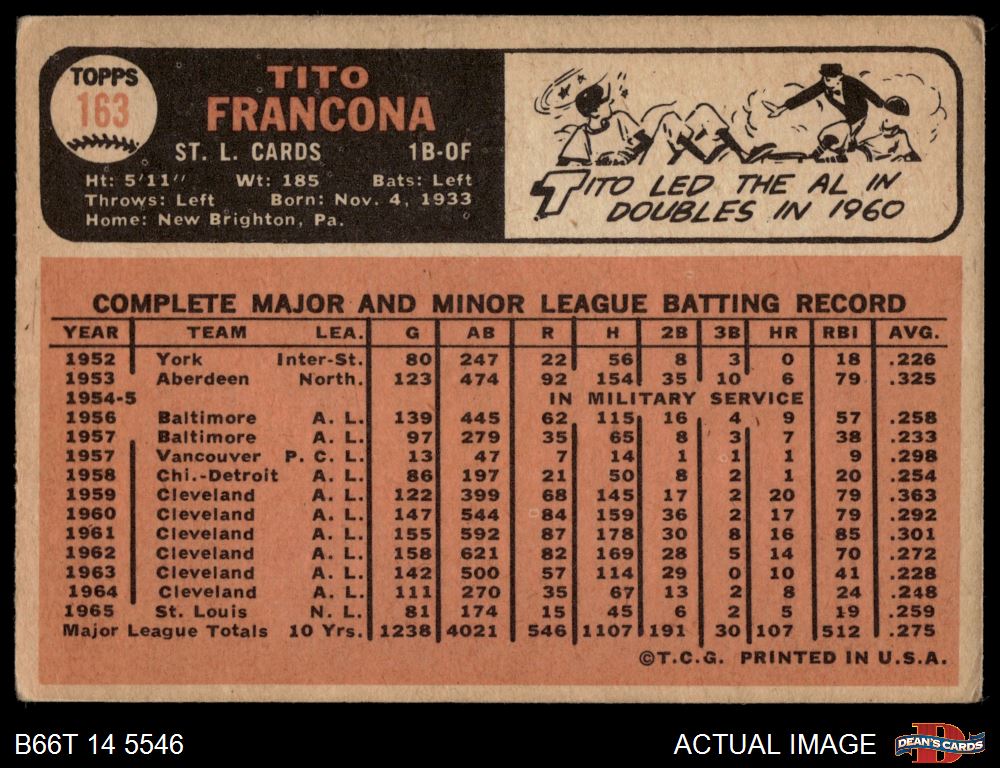 TOPPS
163
TITO
FRANCONA
ST. L. CARDS 1B-OF
Ht: 5'11" Wt: 185 Bats: Left
Throws: Left Born: Nov. 4, 1933
Home: New Brighton, Pa.
TITO LED THE AL IN
DOUBLES IN 1960
COMPLETE MAJOR AND MINOR LEAGUE BATTING RECORD
YEAR TEAM LEA. G AB R H 2B 3B HR RBI AVG.
1952 York Inter-St. 80 247 22 56 8 3 0 18 .226
1953 Aberdeen North. 123 474 92 154 35 10 6 79 .325
1954-5 IN MILITARY SERVICE
1956 Baltimore A. L. 139 445 62 115 16 4 9 57 .258
1957 Baltimore A. L. 97 279 35 65 8 3 7 38 .233
1957 Vancouver P. C. L. 13 47 7 14 1 1 1 9 .298
1958 Chi.-Detroit A. L. 86 197 21 50 8 2 1 20 .254
1959 Cleveland A. L. 122 399 68 145 17 2 20 79 .363
1960 Cleveland A. L. 147 544 84 159 36 2 17 79 .292
1961 Cleveland A. L. 155 592 87 178 30 8 16 85 .301
1962 Cleveland A. L. 158 621 82 169 28 5 14 70 .272
1963 Cleveland A. L. 142 500 57 114 29 0 10 41 .228
1964 Cleveland A. L. 111 270 35 67 13 2 8 24 .248
1965 St. Louis N. L. 81 174 15 45 6 2 5 19 .259
Major League Totals 10 Yrs. 1238 4021 546 1107 191 30 107 512 .275
©T.C.G. PRINTED IN U.S.A.
B66T 14 5546
ACTUAL IMAGE
D
DEAN'S CARDS